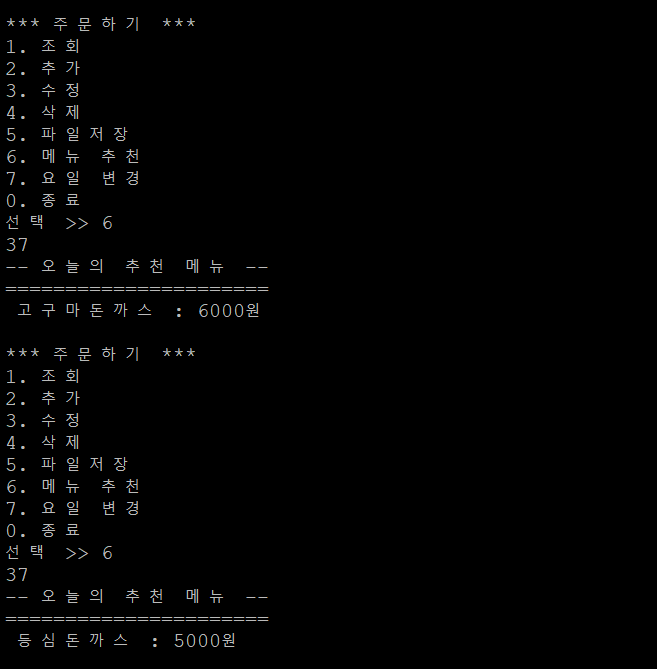 *** 주문하기 ***
1. 조회
2. 추가
3. 수정
4. 삭제
5. 파일저장
6. 메뉴 추천
7. 요일 변경
0. 종료
선택 >> 6
37
-- 오늘의 추천 메뉴 --
======================
고구마돈까스 : 6000원
*** 주문하기 ***
1. 조회
2. 추가
3. 수정
4. 삭제
5. 파일저장
6. 메뉴 추천
7. 요일 변경
0. 종료
선택 >> 6
37
-- 오늘의 추천 메뉴 --
======================
등심돈까스 : 5000원